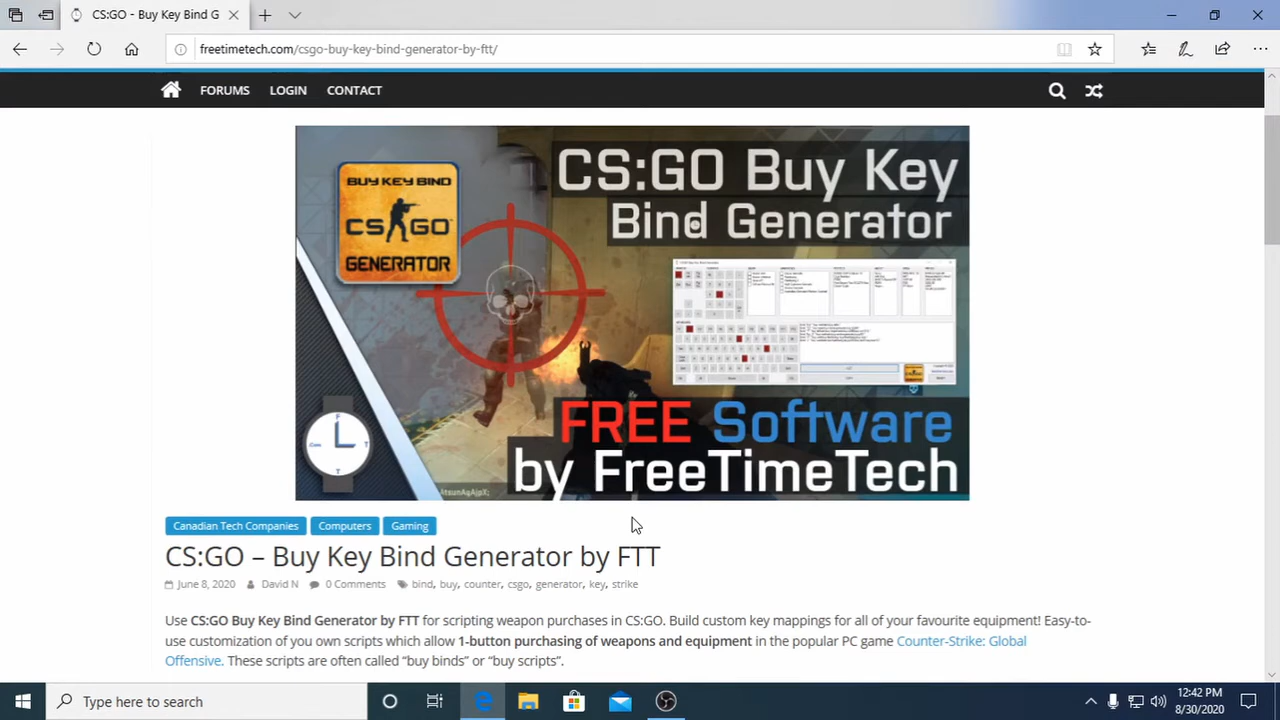 CS:GO - Buy Key Bind G
freetimetech.com/csgo-buy-key-bind-generator-by-ftt/
FORUMS LOGIN CONTACT
CS:GO Buy Key
Bind Generator
BUY KEY BIND
CS GO
GENERATOR
FREE Software
by FreeTimeTech
Canadian Tech Companies Computers Gaming
CS:GO – Buy Key Bind Generator by FTT
June 8, 2020 David N 0 Comments bind, buy, counter, csgo, generator, key, strike
Use CS:GO Buy Key Bind Generator by FTT for scripting weapon purchases in CS:GO. Build custom key mappings for all of your favourite equipment! Easy-to-
use customization of you own scripts which allow 1-button purchasing of weapons and equipment in the popular PC game Counter-Strike: Global
Offensive. These scripts are often called “buy binds” or “buy scripts”.
Type here to search
12:42 PM
8/30/2020